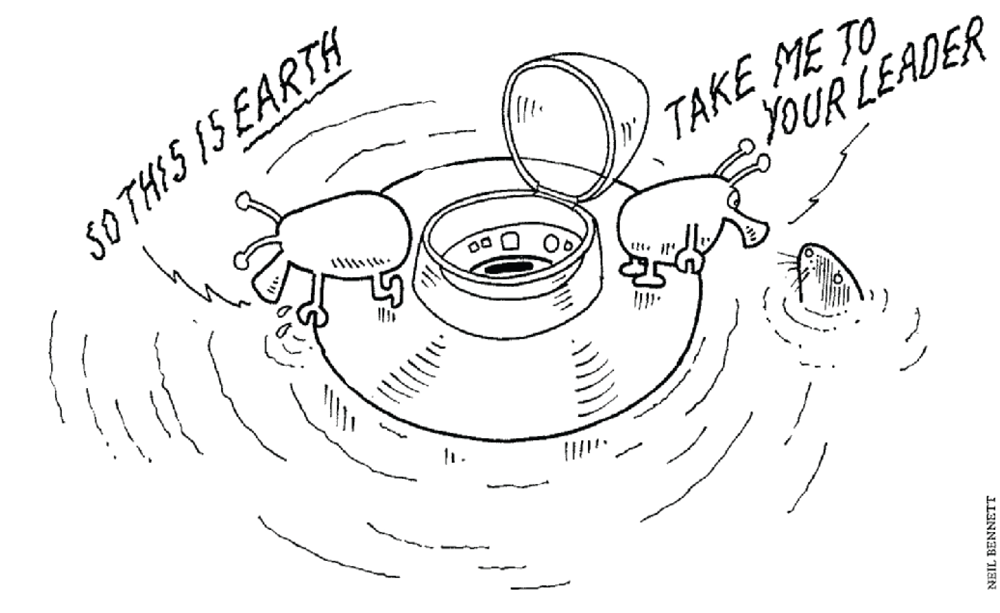 SO THIS IS EARTH
TAKE ME TO
YOUR LEADER
NEIL BENNETT